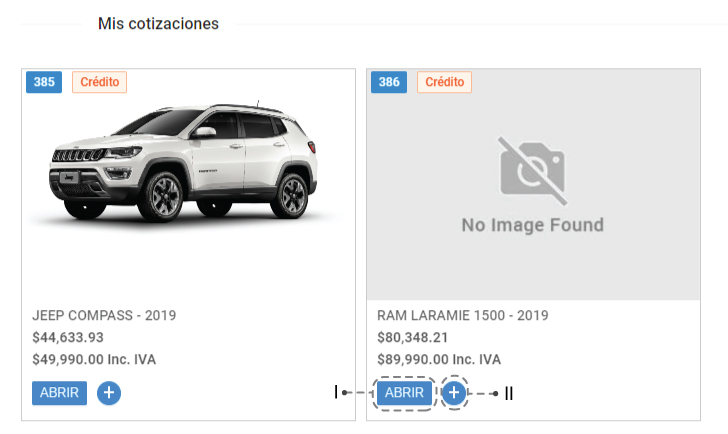 Mis cotizaciones
385 Crédito
386 Crédito
No Image Found
JEEP COMPASS - 2019
$44,633.93
$49,990.00 Inc. IVA
ABRIR +
RAM LARAMIE 1500 - 2019
$80,348.21
$89,990.00 Inc. IVA
I ABRIR + II